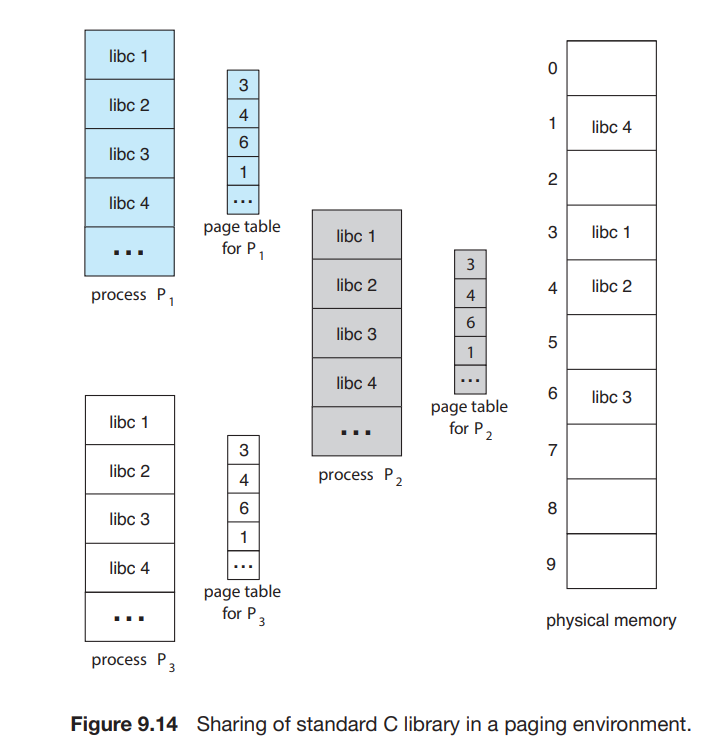 libc 1
libc 2
libc 3
libc 4
...
process P1
3
4
6
1
...
page table
for P1
libc 1
libc 2
libc 3
libc 4
...
process P2
3
4
6
1
...
page table
for P2
libc 1
libc 2
libc 3
libc 4
...
process P3
3
4
6
1
...
page table
for P3
0
1 libc 4
2
3 libc 1
4 libc 2
5
6 libc 3
7
8
9
physical memory
Figure 9.14 Sharing of standard C library in a paging environment.